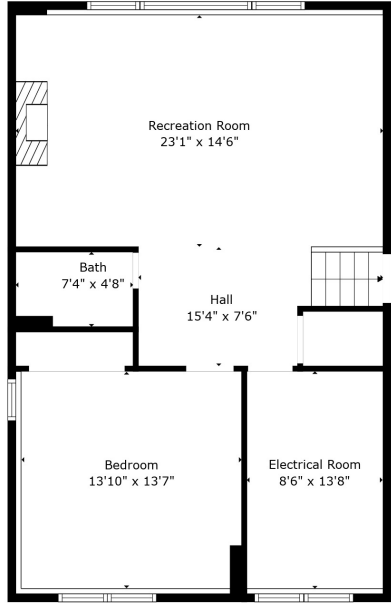 Recreation Room
23'1" x 14'6"
Bath
7'4" x 4'8"
Hall
15'4" x 7'6"
Bedroom
13'10" x 13'7"
Electrical Room
8'6" x 13'8"